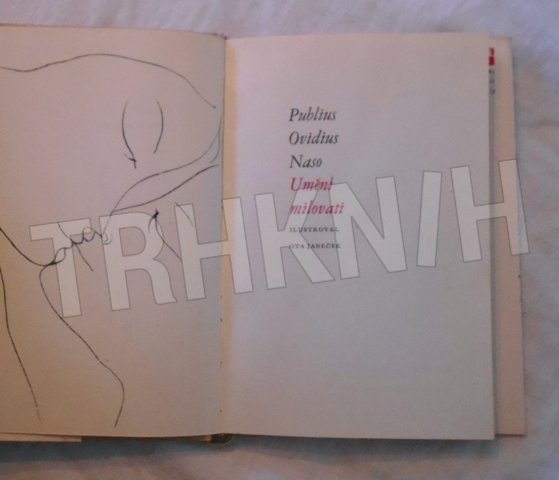 Publius
Ovidius
Naso
Umění
milovati
ILUSTROVAL
OTA JANEČEK
TRHKNIH